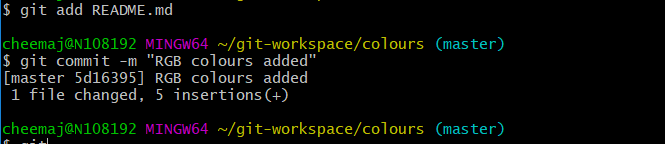 $ git add README.md
cheemaj@N108192 MINGW64 ~/git-workspace/colours (master)
$ git commit -m "RGB colours added"
[master 5d16395] RGB colours added
 1 file changed, 5 insertions(+)
cheemaj@N108192 MINGW64 ~/git-workspace/colours (master)
$ git